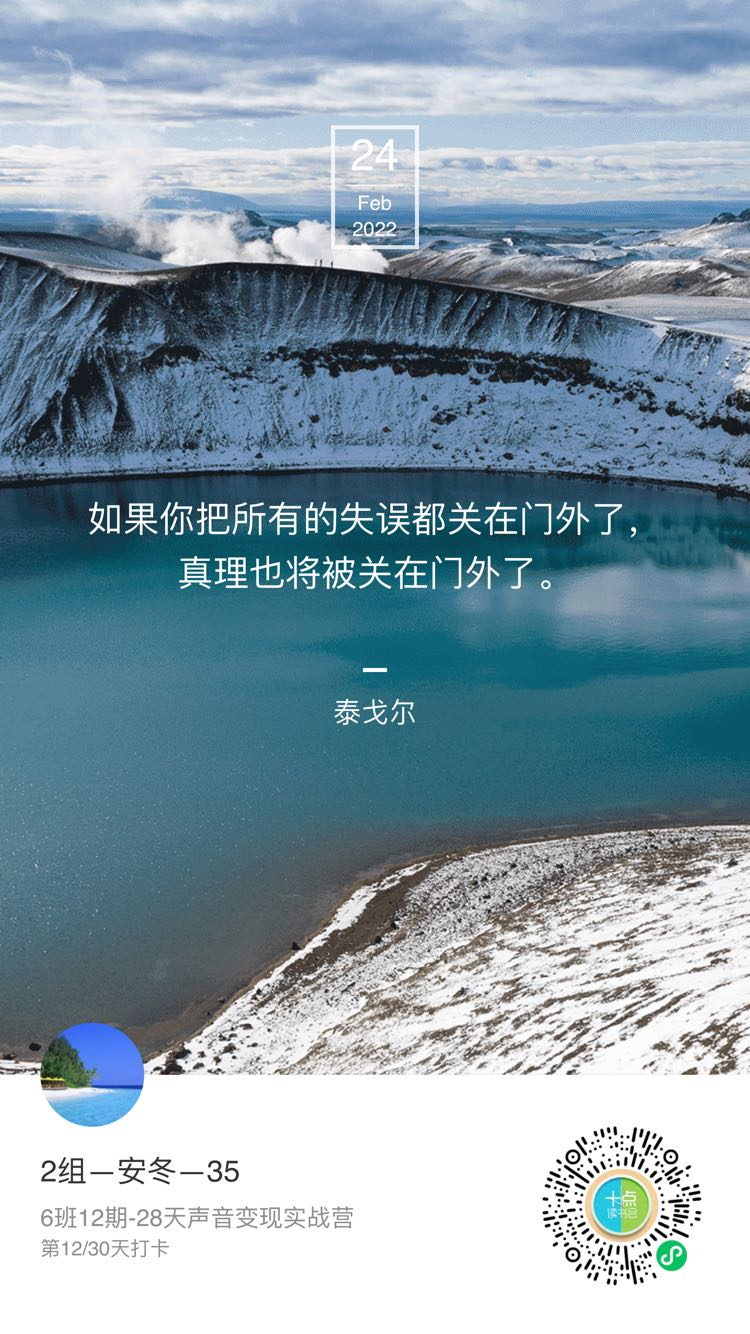 24
Feb
2022
如果你把所有的失误都关在门外了，
真理也将被关在门外了。
泰戈尔
2组—安冬—35
6班12期-28天声音变现实战营
第12/30天打卡
十点
读书会